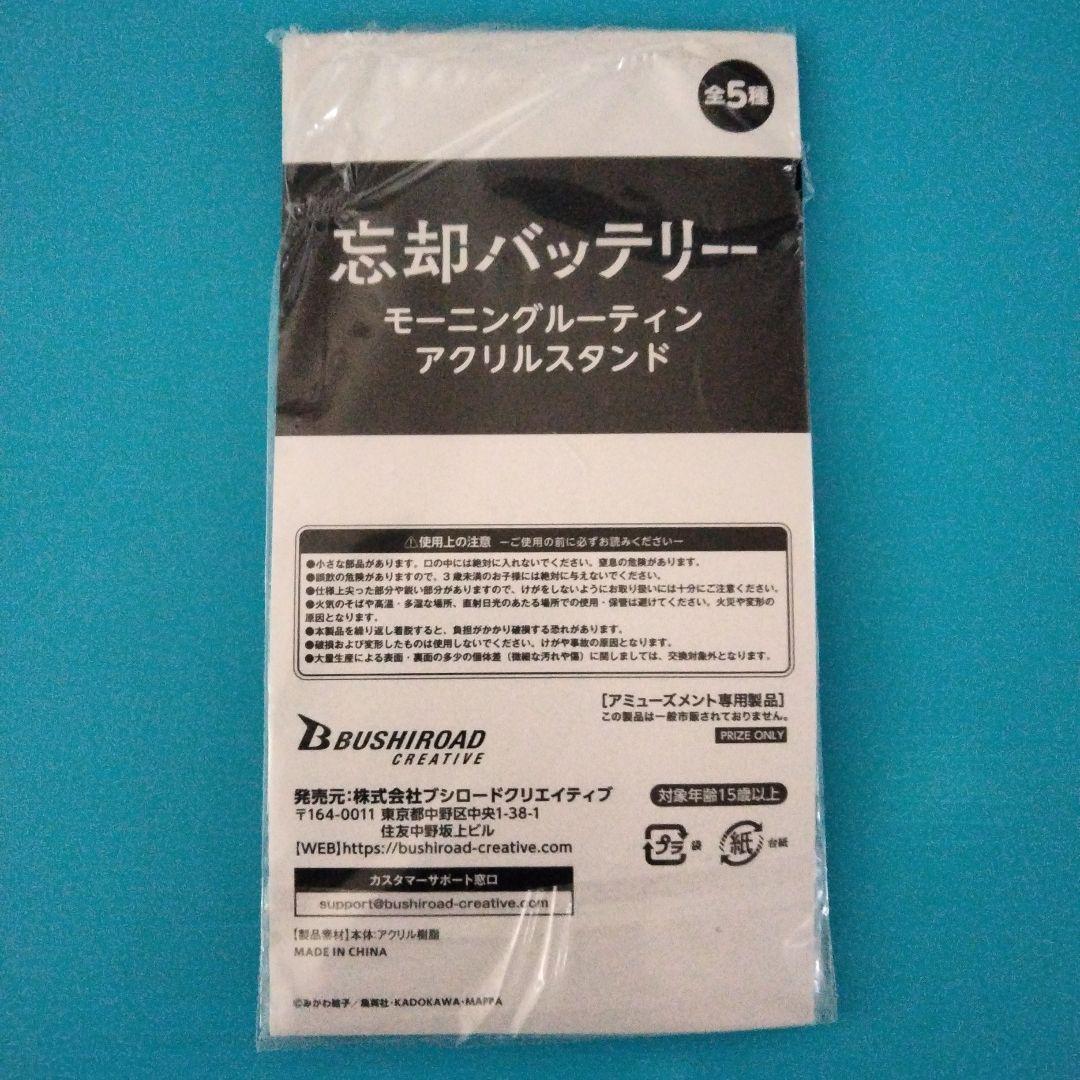 全5種
忘却バッテリー
モーニングルーティン
アクリルスタンド
⚠使用上の注意 ーご使用の前に必ずお読みくださいー
●小さな部品があります。口の中には絶対に入れないでください。窒息の危険があります。
●誤飲の危険がありますので、3歳未満のお子様には絶対に与えないでください。
●仕様上尖った部分や鋭い部分がありますので、けがをしないようにお取り扱いには十分にご注意ください。
●火気のそばや高温・多湿な場所、直射日光のあたる場所での使用・保管は避けてください。火災や変形の
原因となります。
●本製品を繰り返し着脱すると、負担がかかり破損する恐れがあります。
●破損および変形したものは使用しないでください。けがや事故の原因となります。
●大量生産による表面・裏面の多少の個体差（微細な汚れや傷）に関しましては、交換対象外となります。
［アミューズメント専用製品］
この製品は一般市販されておりません。
PRIZE ONLY
BUSHIROAD
CREATIVE
発売元：株式会社ブシロードクリエイティブ
〒164-0011 東京都中野区中央1-38-1
住友中野坂上ビル
【WEB】https://bushiroad-creative.com
対象年齢15歳以上
プラ 袋 紙 台紙
カスタマーサポート窓口
support@bushiroad-creative.com
【製品素材】本体：アクリル樹脂
MADE IN CHINA
©みかわ絵子／集英社・KADOKAWA・MAPPA